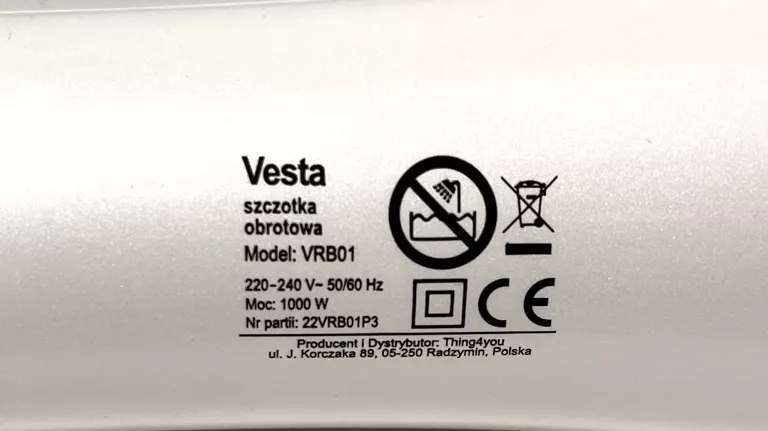 Vesta
szczotka
obrotowa
Model: VRB01
220-240 V~ 50/60 Hz
Moc: 1000 W
Nr partii: 22VRB01P3
CE
Producent i Dystrybutor: Thing4you
ul. J. Korczaka 89, 05-250 Radzymin, Polska